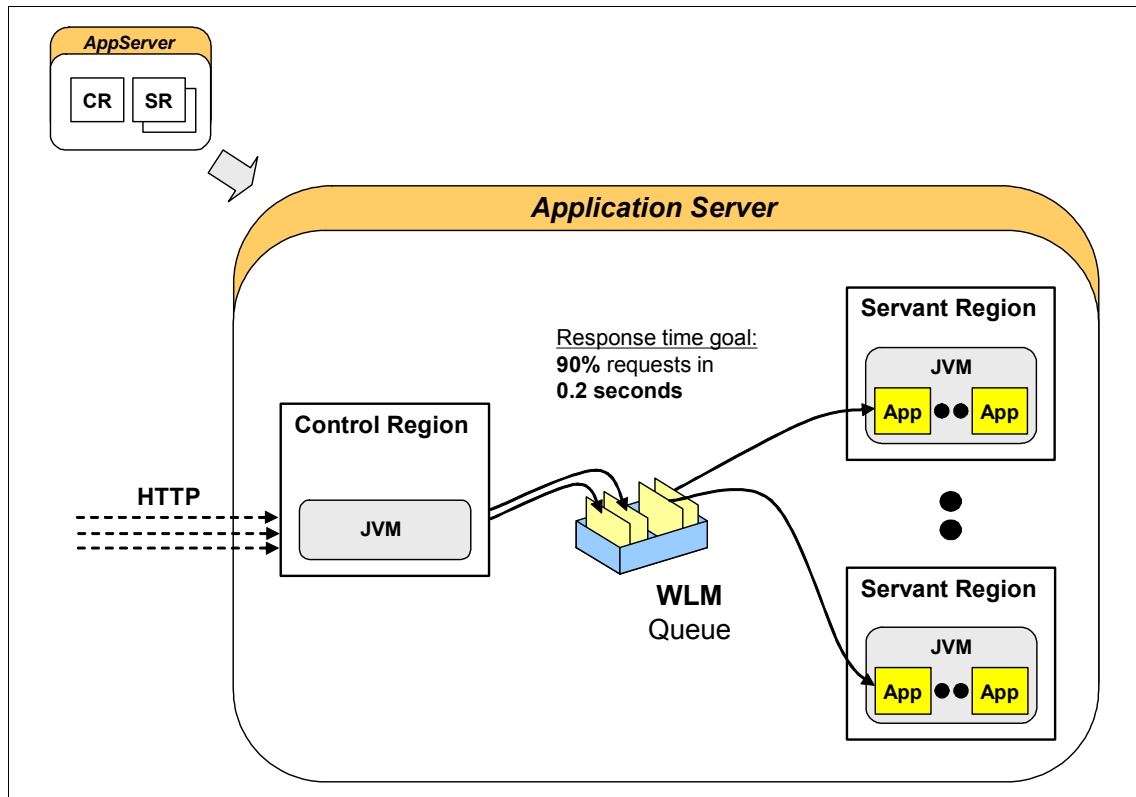 AppServer
CR
SR
Application Server
Response time goal:
90% requests in
0.2 seconds
Servant Region
JVM
App
App
Control Region
HTTP
JVM
WLM
Queue
Servant Region
JVM
App
App